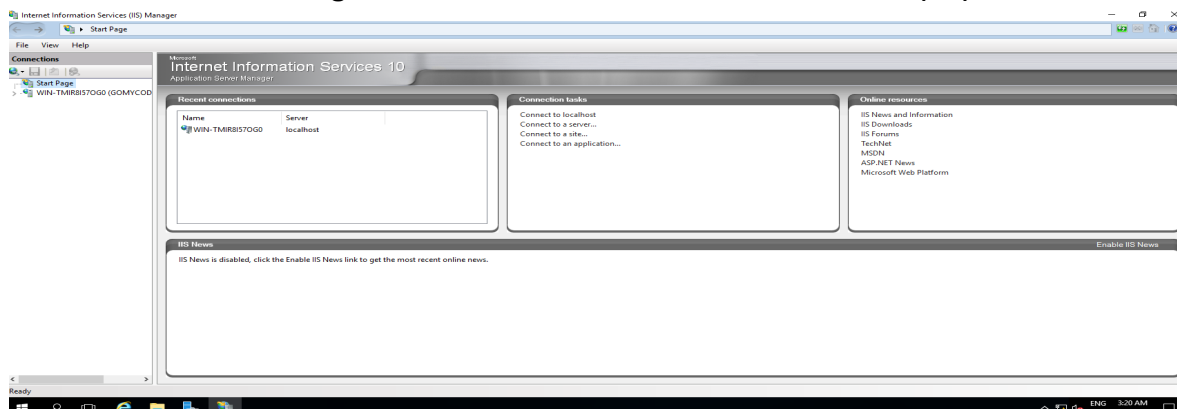 Internet Information Services (IIS) Manager
Start Page
File View Help
Connections
Start Page
WIN-TMIR8I57OG0 (GOMYCOD
Microsoft
Internet Information Services 10
Application Server Manager
Recent connections
Name Server
WIN-TMIR8I57OG0 localhost
Connection tasks
Connect to localhost
Connect to a server...
Connect to a site...
Connect to an application...
Online resources
IIS News and Information
IIS Downloads
IIS Forums
TechNet
MSDN
ASP.NET News
Microsoft Web Platform
IIS News
Enable IIS News
IIS News is disabled, click the Enable IIS News link to get the most recent online news.
Ready
ENG 3:20 AM